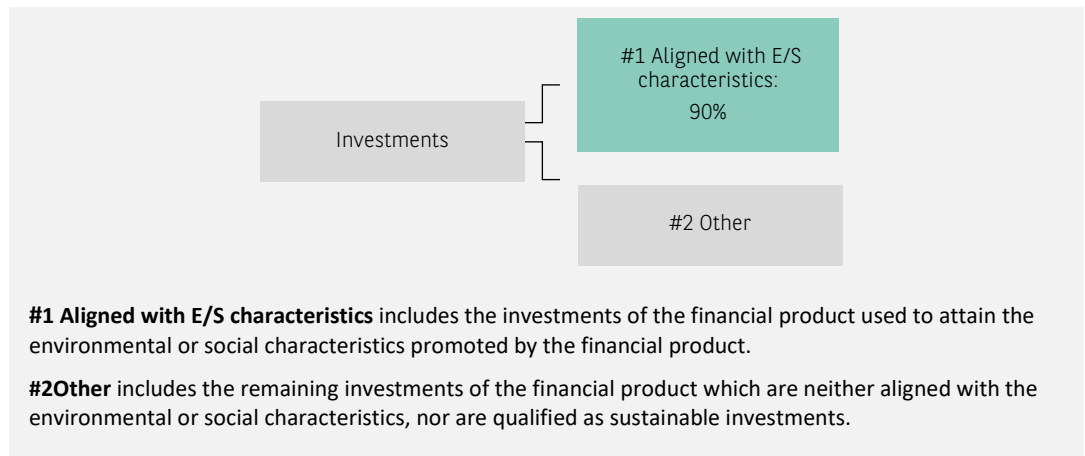 #1 Aligned with E/S
characteristics:
90%
Investments
#2 Other
#1 Aligned with E/S characteristics includes the investments of the financial product used to attain the
environmental or social characteristics promoted by the financial product.
#2Other includes the remaining investments of the financial product which are neither aligned with the
environmental or social characteristics, nor are qualified as sustainable investments.